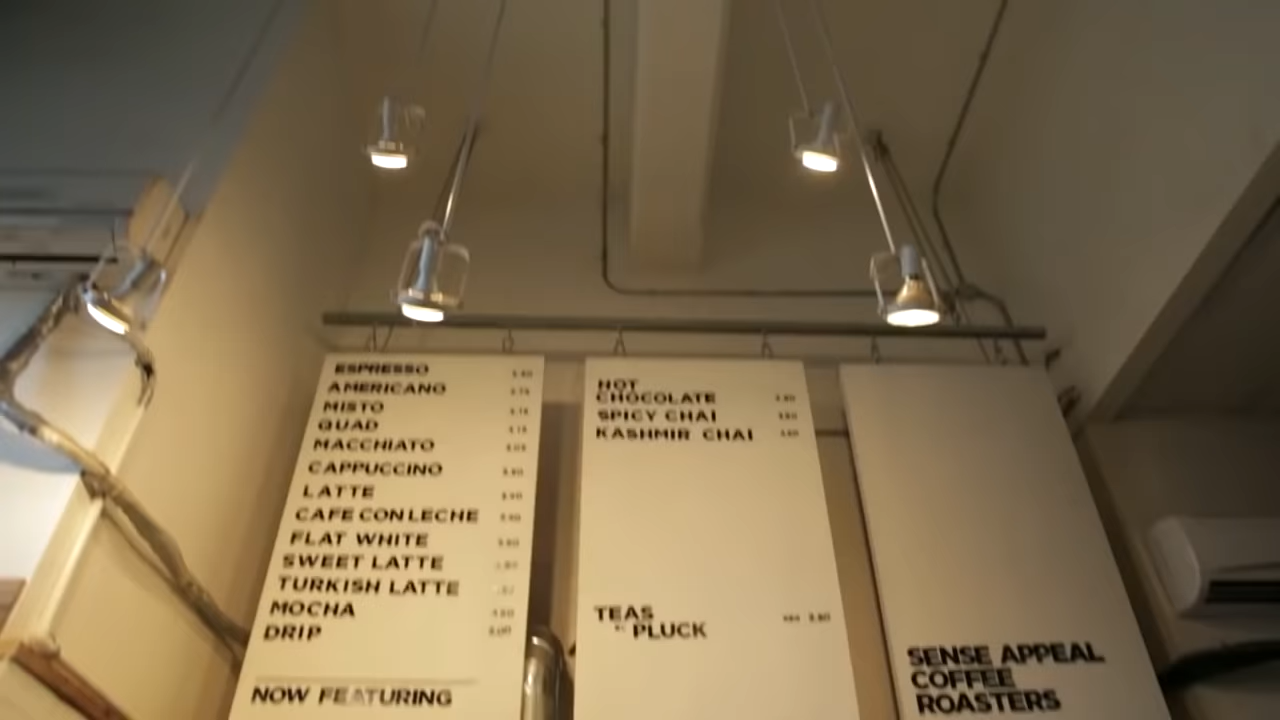 ESPRESSO
AMERICANO
MISTO
QUAD
MACCHIATO
CAPPUCCINO
LATTE
CAFE CON LECHE
FLAT WHITE
SWEET LATTE
TURKISH LATTE
MOCHA
DRIP
NOW FEATURING
HOT
CHOCOLATE
SPICY CHAI
KASHMIR CHAI
TEAS
PLUCK
SENSE APPEAL
COFFEE
ROASTERS